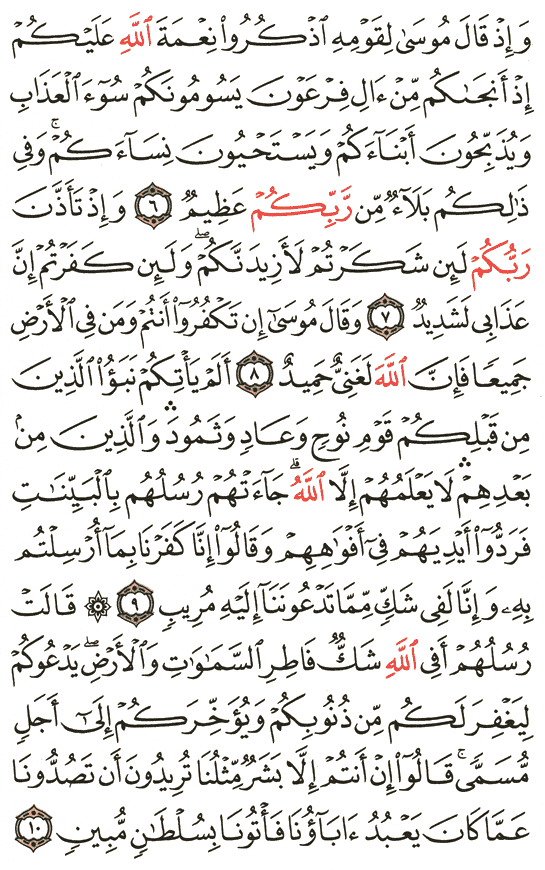 وَإِذۡ قَالَ مُوسَىٰ لِقَوۡمِهِ ٱذۡكُرُواْ نِعۡمَةَ ٱللَّهِ عَلَيۡكُمۡ
إِذۡ أَنجَىٰكُم مِّنۡ ءَالِ فِرۡعَوۡنَ يَسُومُونَكُمۡ سُوٓءَ ٱلۡعَذَابِ
وَيُذَبِّحُونَ أَبۡنَآءَكُمۡ وَيَسۡتَحۡيُونَ نِسَآءَكُمۡۚ وَفِي
ذَٰلِكُم بَلَآءٞ مِّن رَّبِّكُمۡ عَظِيمٞ ٦ وَإِذۡ تَأَذَّنَ
رَبُّكُمۡ لَئِن شَكَرۡتُمۡ لَأَزِيدَنَّكُمۡۖ وَلَئِن كَفَرۡتُمۡ إِنَّ
عَذَابِي لَشَدِيدٞ ٧ وَقَالَ مُوسَىٰٓ إِن تَكۡفُرُوٓاْ أَنتُمۡ وَمَن فِي ٱلۡأَرۡضِ
جَمِيعٗا فَإِنَّ ٱللَّهَ لَغَنِيٌّ حَمِيدٌ ٨ أَلَمۡ يَأۡتِكُمۡ نَبَؤُاْ ٱلَّذِينَ
مِن قَبۡلِكُمۡ قَوۡمِ نُوحٖ وَعَادٖ وَثَمُودَۛ وَٱلَّذِينَ مِنۢ
بَعۡدِهِمۡۛ لَا يَعۡلَمُهُمۡ إِلَّا ٱللَّهُۚ جَآءَتۡهُمۡ رُسُلُهُم بِٱلۡبَيِّنَٰتِ
فَرَدُّوٓاْ أَيۡدِيَهُمۡ فِيٓ أَفۡوَٰهِهِمۡ وَقَالُوٓاْ إِنَّا كَفَرۡنَا بِمَآ أُرۡسِلۡتُم
بِهِۦ وَإِنَّا لَفِي شَكّٖ مِّمَّا تَدۡعُونَنَآ إِلَيۡهِ مُرِيبٖ ٩ ۞ قَالَتۡ
رُسُلُهُمۡ أَفِي ٱللَّهِ شَكّٞ فَاطِرِ ٱلسَّمَٰوَٰتِ وَٱلۡأَرۡضِۖ يَدۡعُوكُمۡ
لِيَغۡفِرَ لَكُم مِّن ذُنُوبِكُمۡ وَيُؤَخِّرَكُمۡ إِلَىٰٓ أَجَلٖ
مُّسَمّٗىۚ قَالُوٓاْ إِنۡ أَنتُمۡ إِلَّا بَشَرٞ مِّثۡلُنَا تُرِيدُونَ أَن تَصُدُّونَا
عَمَّا كَانَ يَعۡبُدُ ءَابَآؤُنَا فَأۡتُونَا بِسُلۡطَٰنٖ مُّبِينٖ ١٠